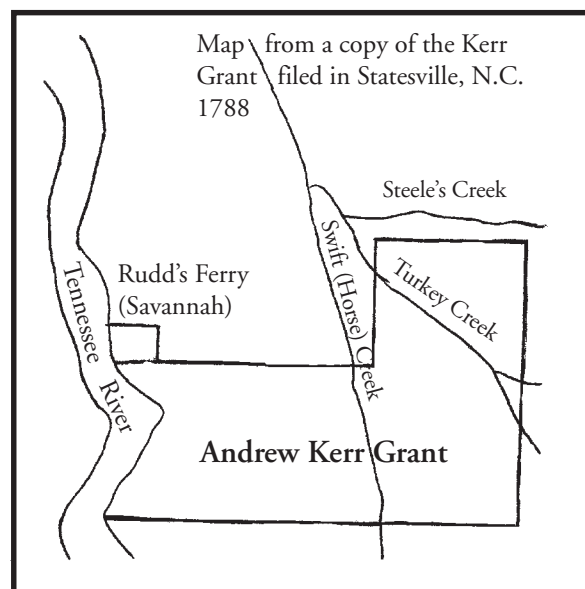 Map from a copy of the Kerr
Grant filed in Statesville, N.C.
1788
Steele's Creek
Swift (Horse) Creek
Turkey Creek
Rudd's Ferry
(Savannah)
Tennessee River
Andrew Kerr Grant